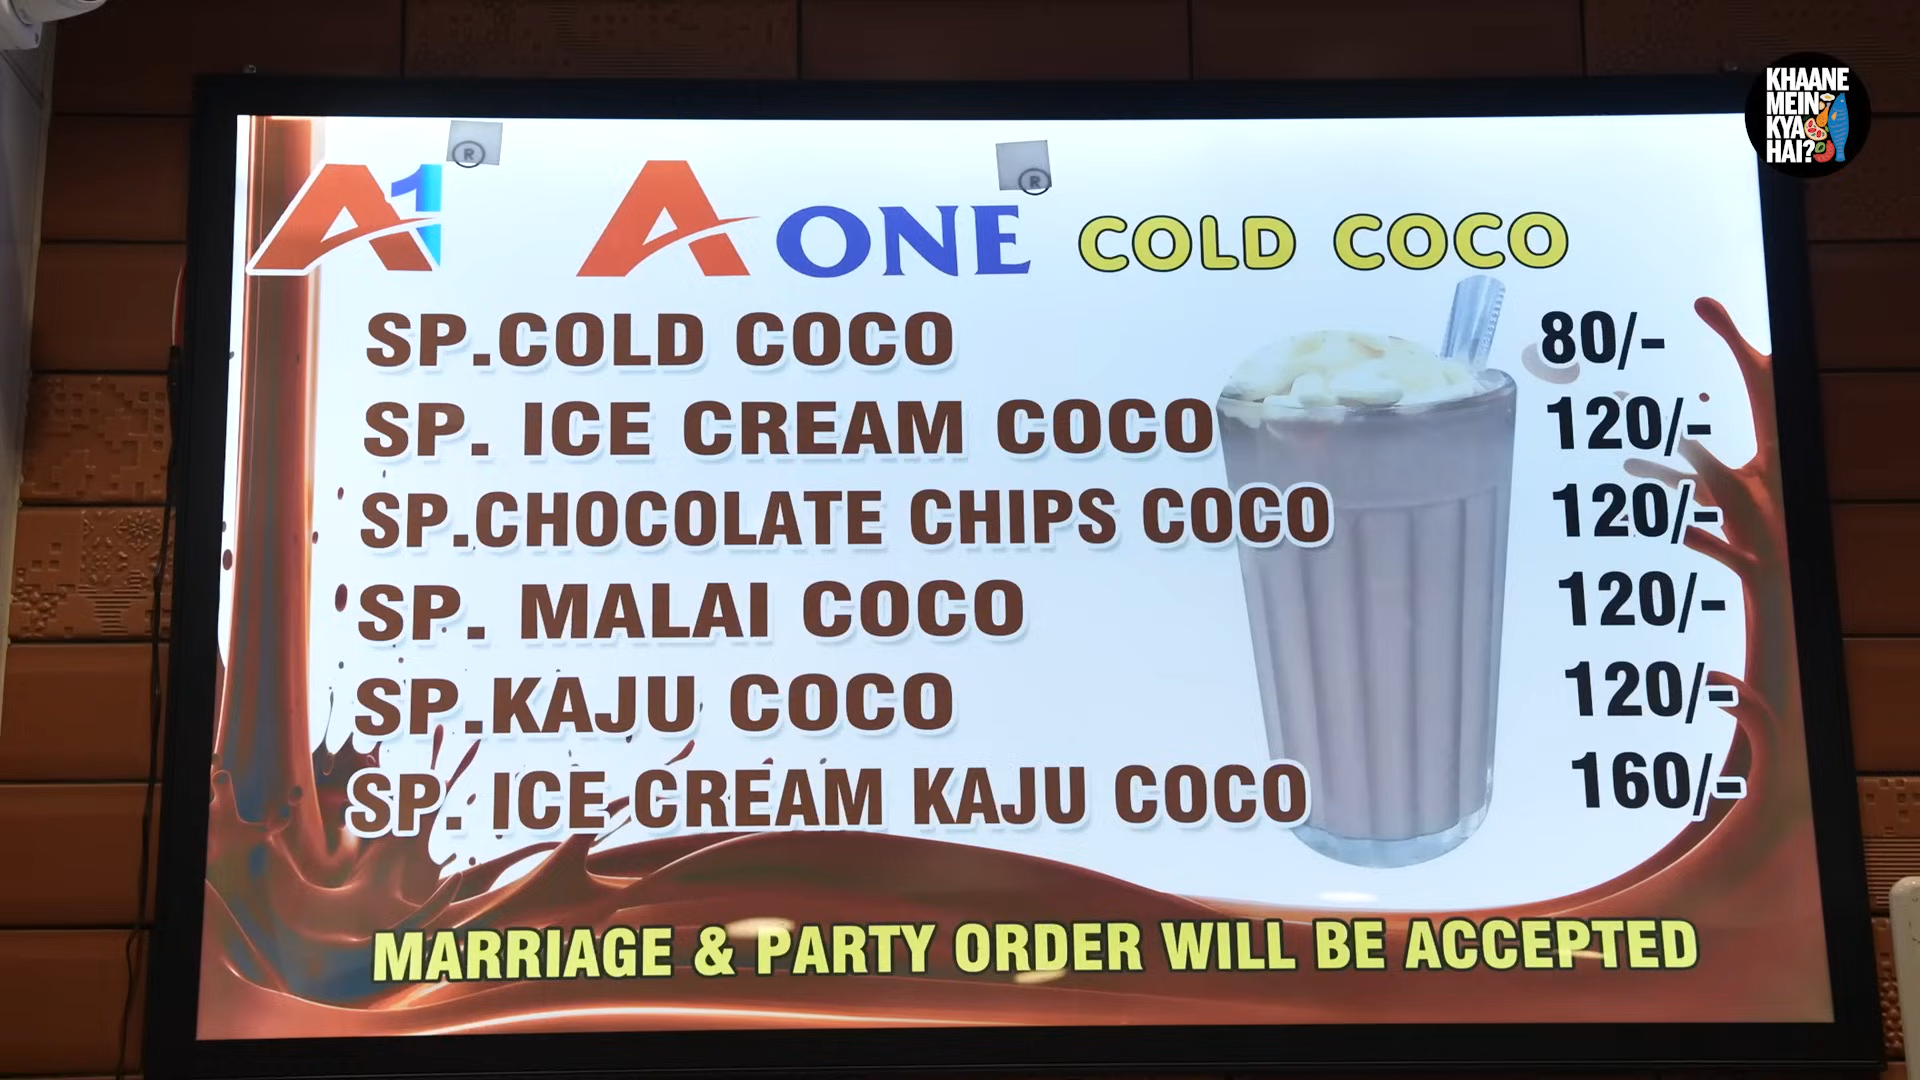 KHAANE
MEIN
KYA
HAI?
A1 ®
A ONE ® COLD COCO
SP.COLD COCO 80/-
SP. ICE CREAM COCO 120/-
SP.CHOCOLATE CHIPS COCO 120/-
SP. MALAI COCO 120/-
SP.KAJU COCO 120/-
SP. ICE CREAM KAJU COCO 160/-
MARRIAGE & PARTY ORDER WILL BE ACCEPTED